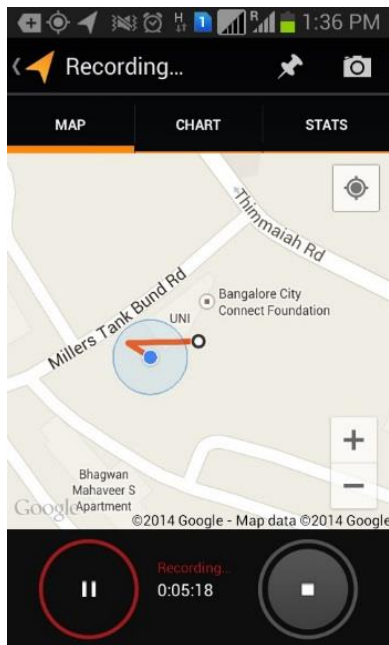 H 1 R 1:36 PM
Recording...
MAP CHART STATS
Thimmaiah Rd
Millers Tank Bund Rd
Bangalore City
Connect Foundation
UNI
+
−
Bhagwan
Mahaveer S
Apartment
Google
©2014 Google - Map data ©2014 Google
Recording...
0:05:18